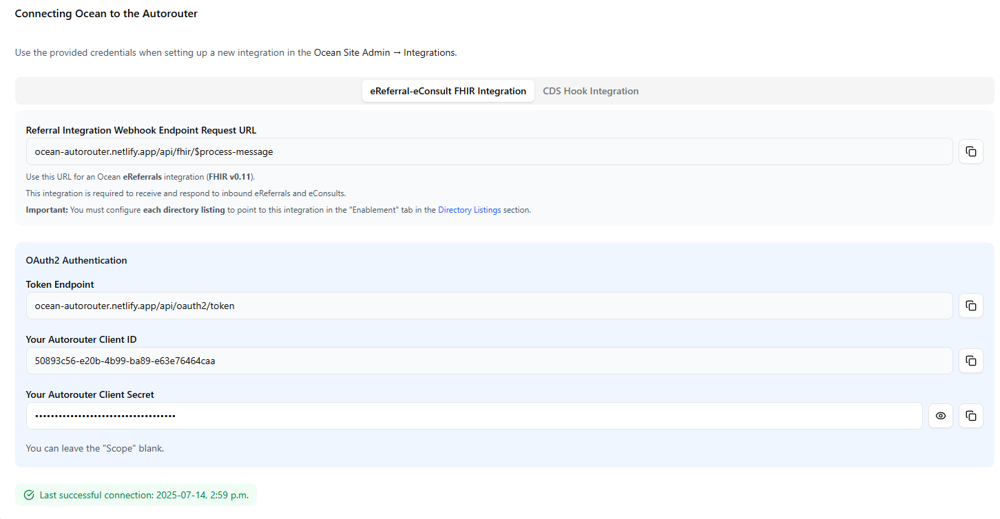 Connecting Ocean to the Autorouter
Use the provided credentials when setting up a new integration in the Ocean Site Admin → Integrations.
eReferral-eConsult FHIR Integration
CDS Hook Integration
Referral Integration Webhook Endpoint Request URL
ocean-autorouter.netlify.app/api/fhir/$process-message
Use this URL for an Ocean eReferrals integration (FHIR v0.11).
This integration is required to receive and respond to inbound eReferrals and eConsults.
Important: You must configure each directory listing to point to this integration in the "Enablement" tab in the Directory Listings section.
OAuth2 Authentication
Token Endpoint
ocean-autorouter.netlify.app/api/oauth2/token
Your Autorouter Client ID
50893c56-e20b-4b99-ba89-e63e76464caa
Your Autorouter Client Secret
••••••••••••••••••••••••••••••••••••
You can leave the "Scope" blank.
Last successful connection: 2025-07-14, 2:59 p.m.